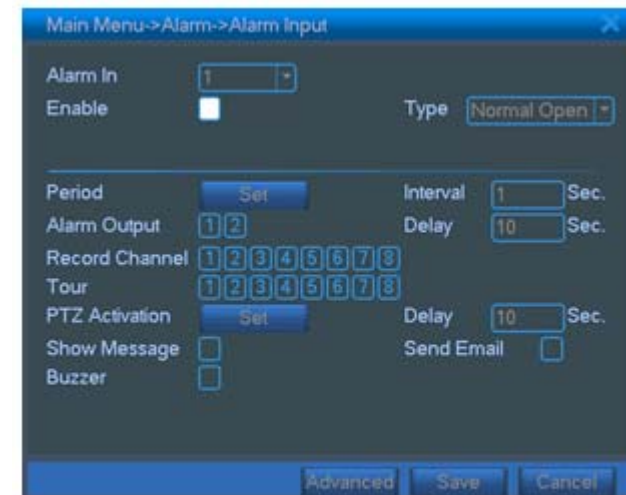 Main Menu->Alarm->Alarm Input
Alarm In 1
Enable Type Normal Open
Period Set Interval 1 Sec.
Alarm Output 1 2 Delay 10 Sec.
Record Channel 1 2 3 4 5 6 7 8
Tour 1 2 3 4 5 6 7 8
PTZ Activation Set Delay 10 Sec.
Show Message Send Email
Buzzer
Advanced Save Cancel